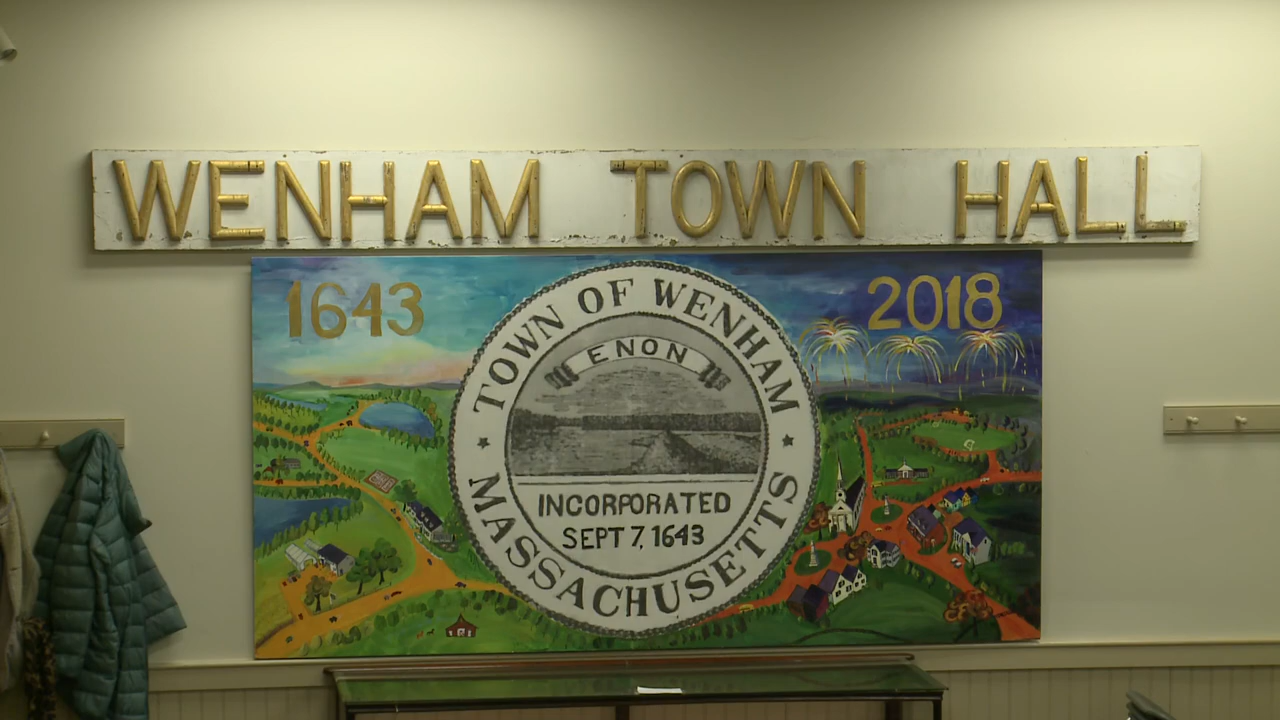 WENHAM TOWN HALL
1643
2018
TOWN OF WENHAM
ENON
INCORPORATED
SEPT 7, 1643
MASSACHUSETTS